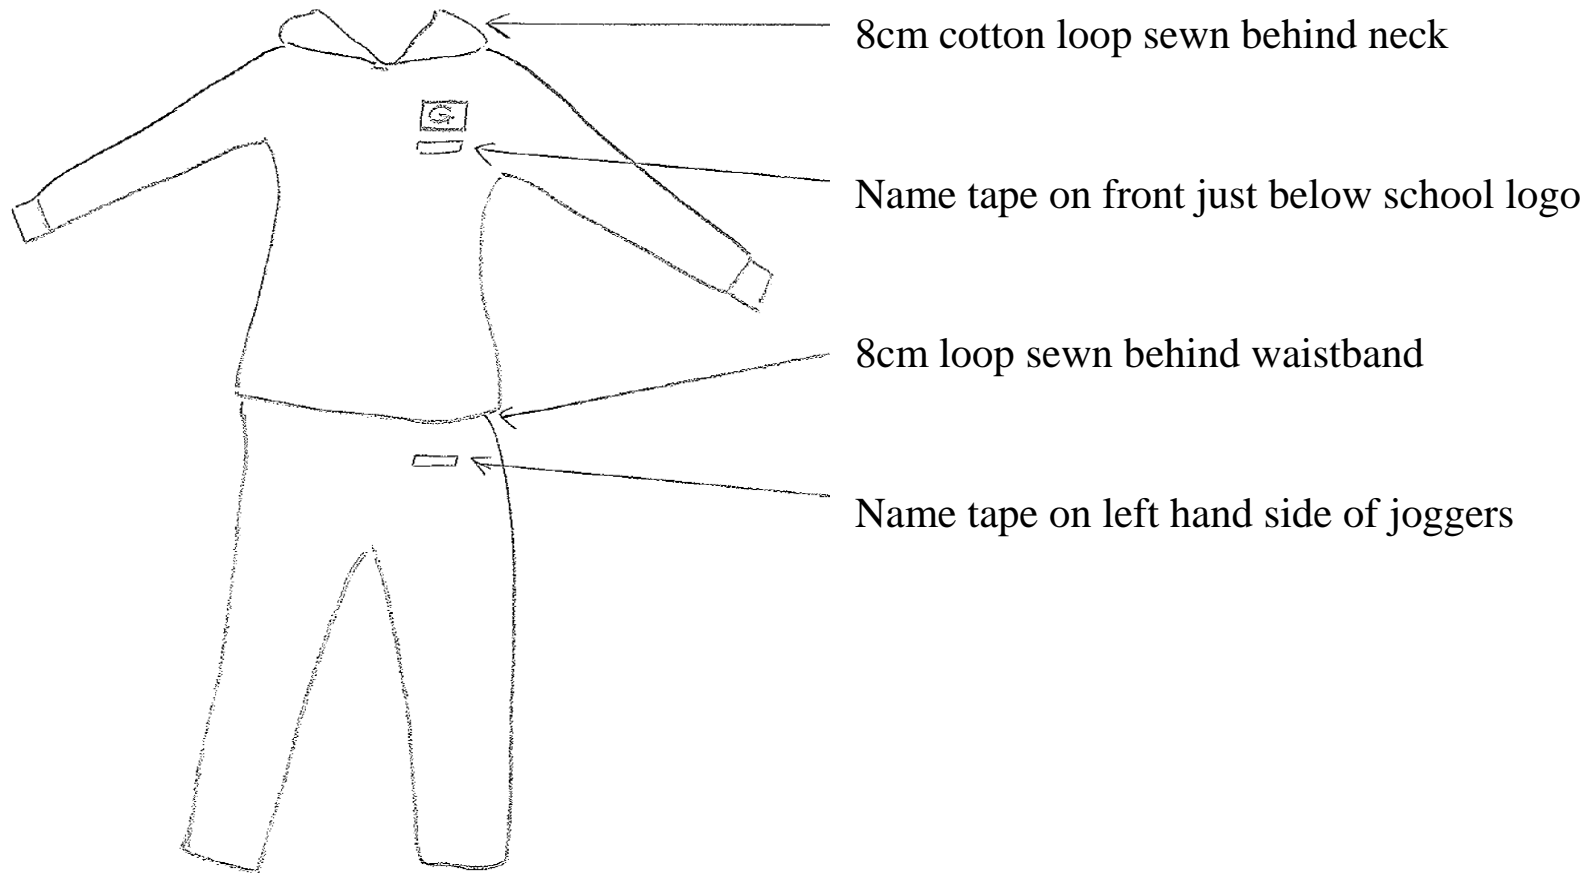 8cm cotton loop sewn behind neck
G
Name tape on front just below school logo
8cm loop sewn behind waistband
Name tape on left hand side of joggers